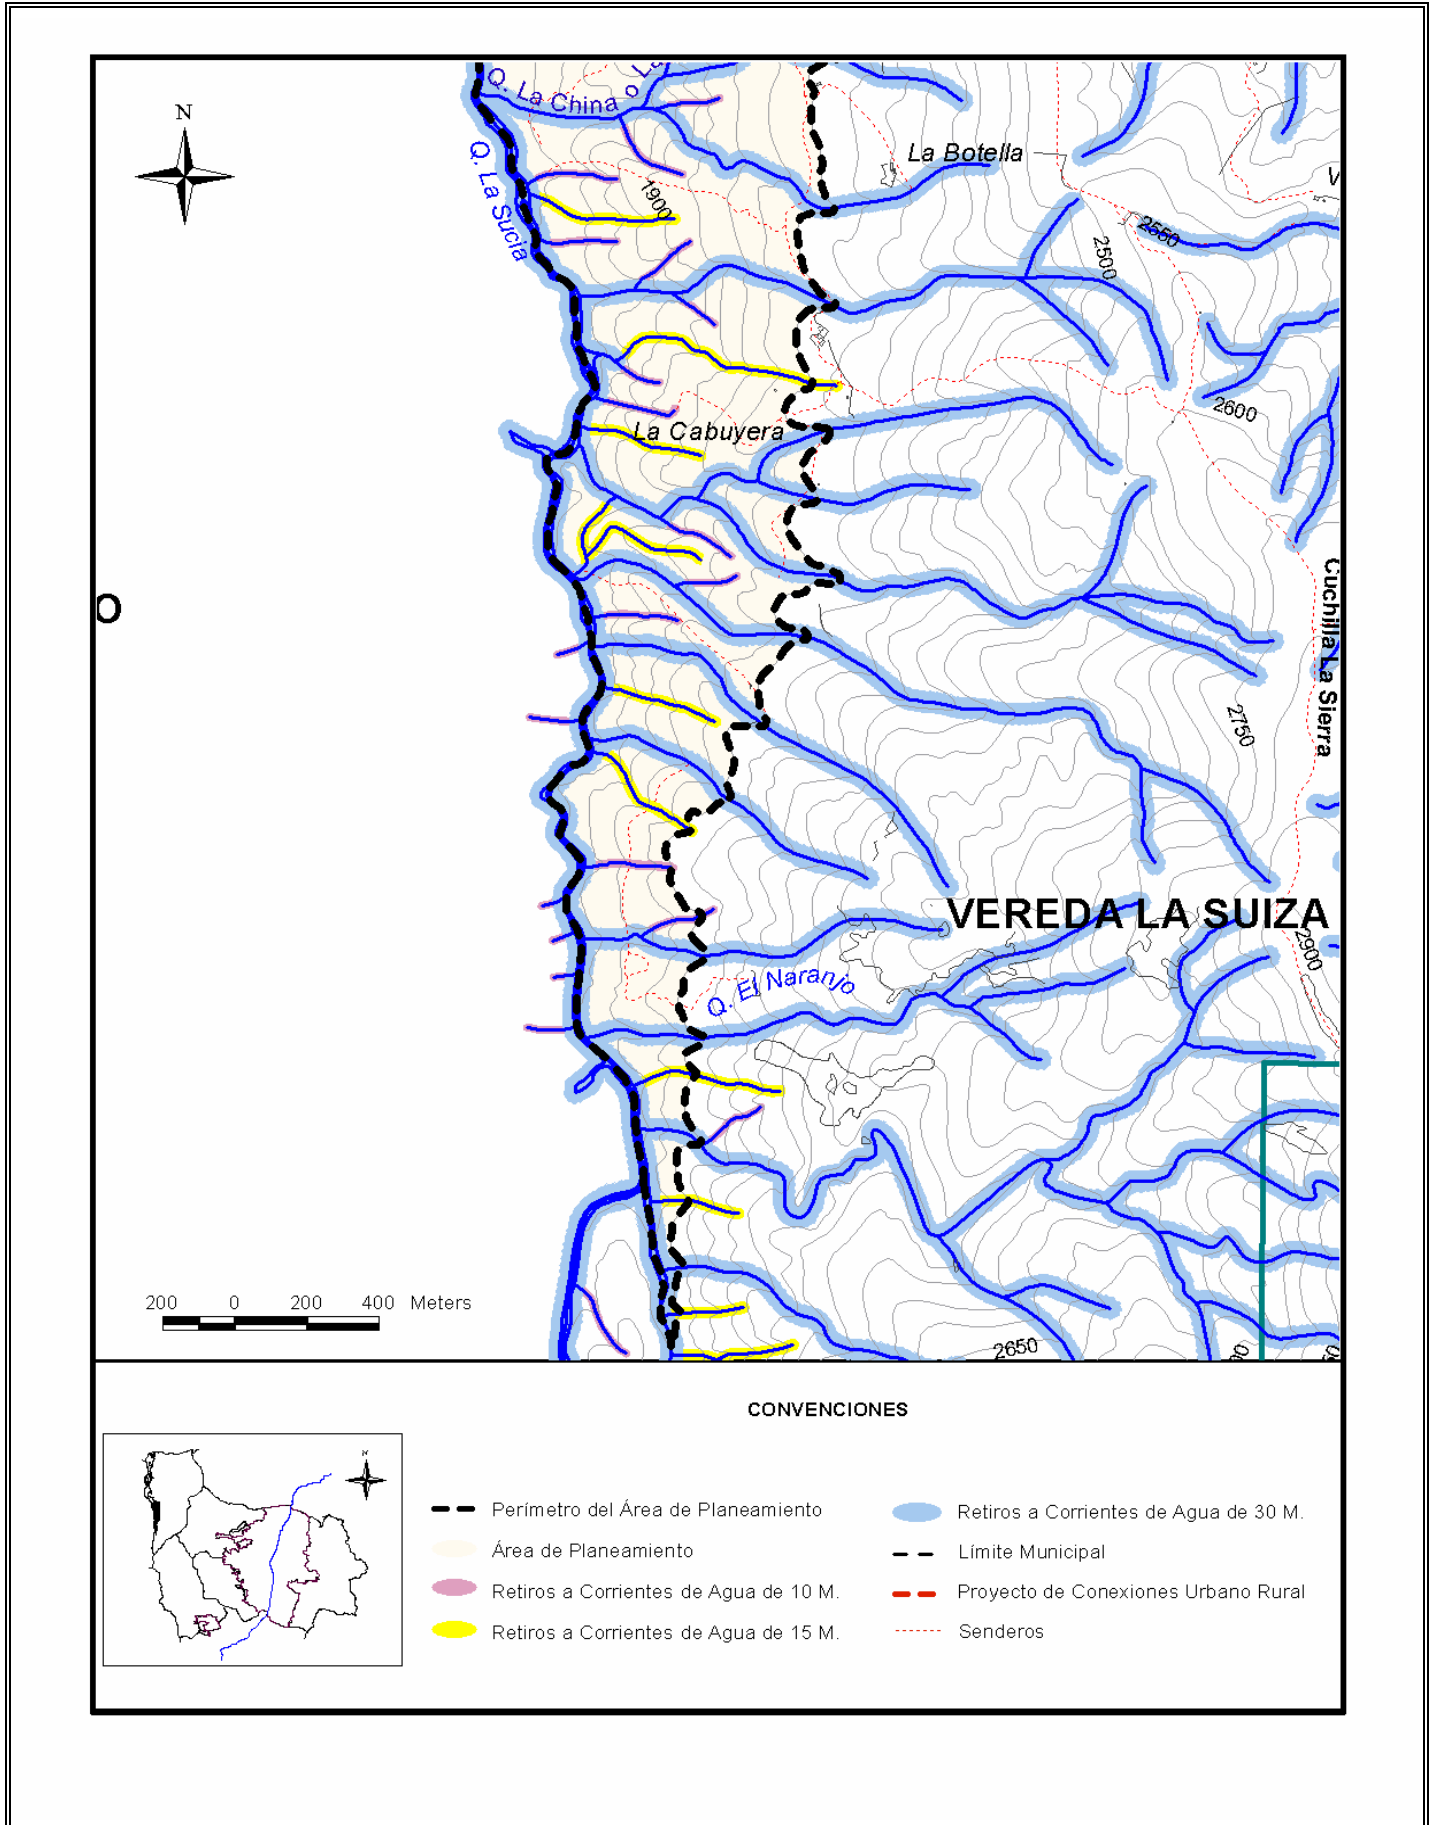 N
Q. La China o La
Q. La Sucia
La Botella
V
1900
2550
2500
2600
La Cabuyera
Cuchilla La Sierra
O
2750
VEREDA LA SUIZA
2900
Q. El Naranjo
200 0 200 400 Meters
2650
CONVENCIONES
N
Perímetro del Área de Planeamiento
Área de Planeamiento
Retiros a Corrientes de Agua de 10 M.
Retiros a Corrientes de Agua de 15 M.
Retiros a Corrientes de Agua de 30 M.
Límite Municipal
Proyecto de Conexiones Urbano Rural
Senderos